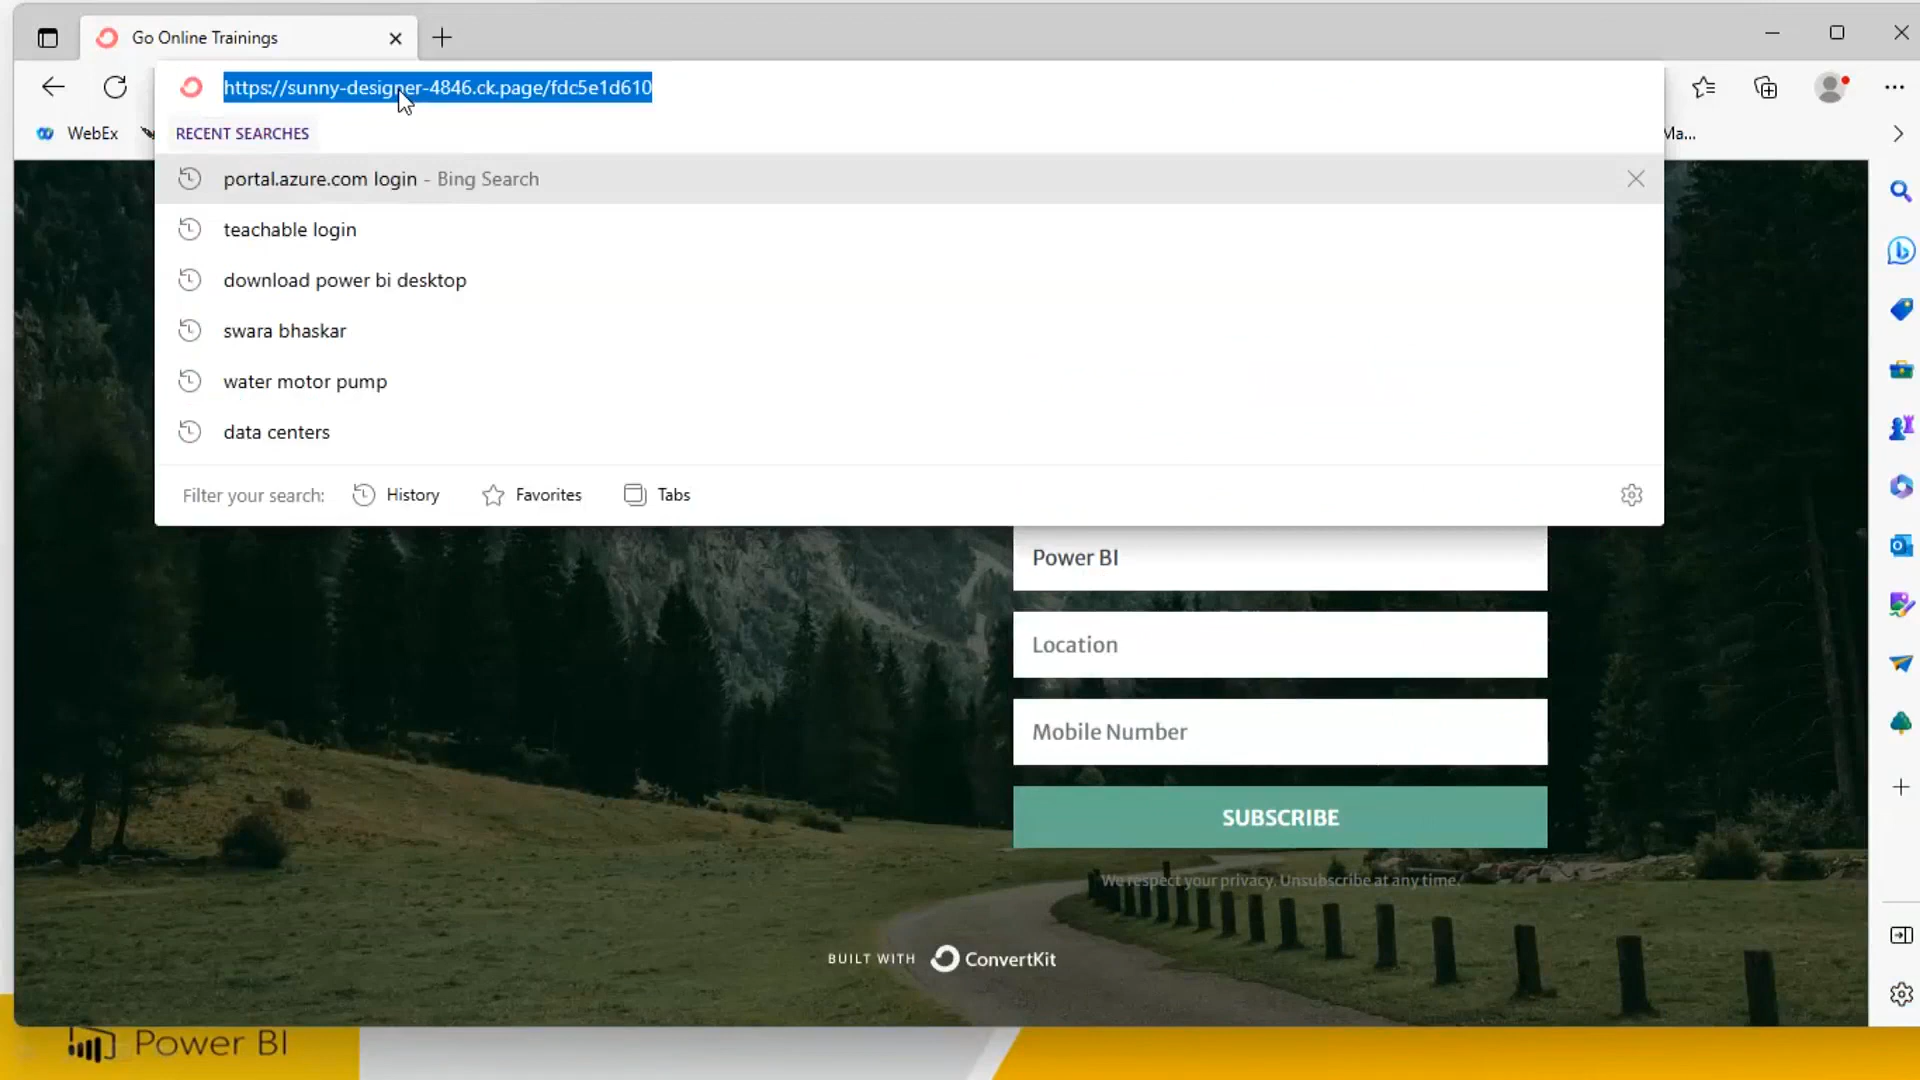 Go Online Trainings
https://sunny-designer-4846.ck.page/fdc5e1d610
WebEx
Ma...
RECENT SEARCHES
portal.azure.com login - Bing Search
teachable login
download power bi desktop
swara bhaskar
water motor pump
data centers
Filter your search: History Favorites Tabs
Power BI
Location
Mobile Number
SUBSCRIBE
We respect your privacy. Unsubscribe at any time.
BUILT WITH ConvertKit
Power BI